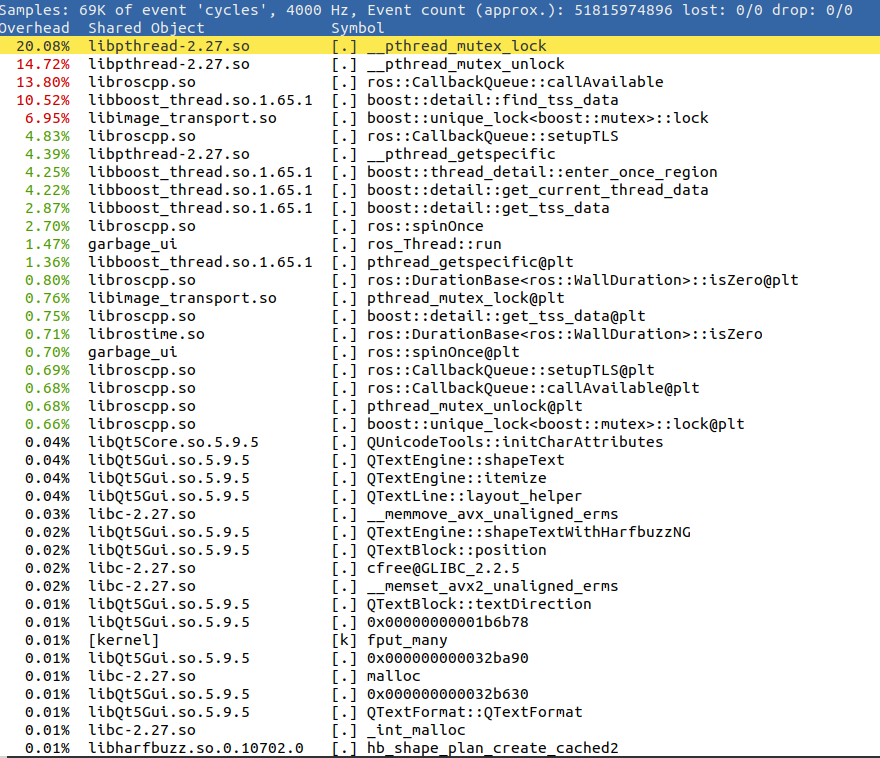 Samples: 69K of event 'cycles', 4000 Hz, Event count (approx.): 51815974896 lost: 0/0 drop: 0/0
Overhead  Shared Object  Symbol
20.08%  libpthread-2.27.so  [.] __pthread_mutex_lock
14.72%  libpthread-2.27.so  [.] __pthread_mutex_unlock
13.80%  libroscpp.so  [.] ros::CallbackQueue::callAvailable
10.52%  libboost_thread.so.1.65.1  [.] boost::detail::find_tss_data
6.95%  libimage_transport.so  [.] boost::unique_lock<boost::mutex>::lock
4.83%  libroscpp.so  [.] ros::CallbackQueue::setupTLS
4.39%  libpthread-2.27.so  [.] __pthread_getspecific
4.25%  libboost_thread.so.1.65.1  [.] boost::thread_detail::enter_once_region
4.22%  libboost_thread.so.1.65.1  [.] boost::detail::get_current_thread_data
2.87%  libboost_thread.so.1.65.1  [.] boost::detail::get_tss_data
2.70%  libroscpp.so  [.] ros::spinOnce
1.47%  garbage_ui  [.] ros_Thread::run
1.36%  libboost_thread.so.1.65.1  [.] pthread_getspecific@plt
0.80%  libroscpp.so  [.] ros::DurationBase<ros::WallDuration>::isZero@plt
0.76%  libimage_transport.so  [.] pthread_mutex_lock@plt
0.75%  libroscpp.so  [.] boost::detail::get_tss_data@plt
0.71%  librostime.so  [.] ros::DurationBase<ros::WallDuration>::isZero
0.70%  garbage_ui  [.] ros::spinOnce@plt
0.69%  libroscpp.so  [.] ros::CallbackQueue::setupTLS@plt
0.68%  libroscpp.so  [.] ros::CallbackQueue::callAvailable@plt
0.68%  libroscpp.so  [.] pthread_mutex_unlock@plt
0.66%  libroscpp.so  [.] boost::unique_lock<boost::mutex>::lock@plt
0.04%  libQt5Core.so.5.9.5  [.] QUnicodeTools::initCharAttributes
0.04%  libQt5Gui.so.5.9.5  [.] QTextEngine::shapeText
0.04%  libQt5Gui.so.5.9.5  [.] QTextEngine::itemize
0.04%  libQt5Gui.so.5.9.5  [.] QTextLine::layout_helper
0.03%  libc-2.27.so  [.] __memmove_avx_unaligned_erms
0.02%  libQt5Gui.so.5.9.5  [.] QTextEngine::shapeTextWithHarfbuzzNG
0.02%  libQt5Gui.so.5.9.5  [.] QTextBlock::position
0.02%  libc-2.27.so  [.] cfree@GLIBC_2.2.5
0.02%  libc-2.27.so  [.] __memset_avx2_unaligned_erms
0.01%  libQt5Gui.so.5.9.5  [.] QTextBlock::textDirection
0.01%  libQt5Gui.so.5.9.5  [.] 0x00000000001b6b78
0.01%  [kernel]  [k] fput_many
0.01%  libQt5Gui.so.5.9.5  [.] 0x000000000032ba90
0.01%  libc-2.27.so  [.] malloc
0.01%  libQt5Gui.so.5.9.5  [.] 0x000000000032b630
0.01%  libQt5Gui.so.5.9.5  [.] QTextFormat::QTextFormat
0.01%  libc-2.27.so  [.] _int_malloc
0.01%  libharfbuzz.so.0.10702.0  [.] hb_shape_plan_create_cached2